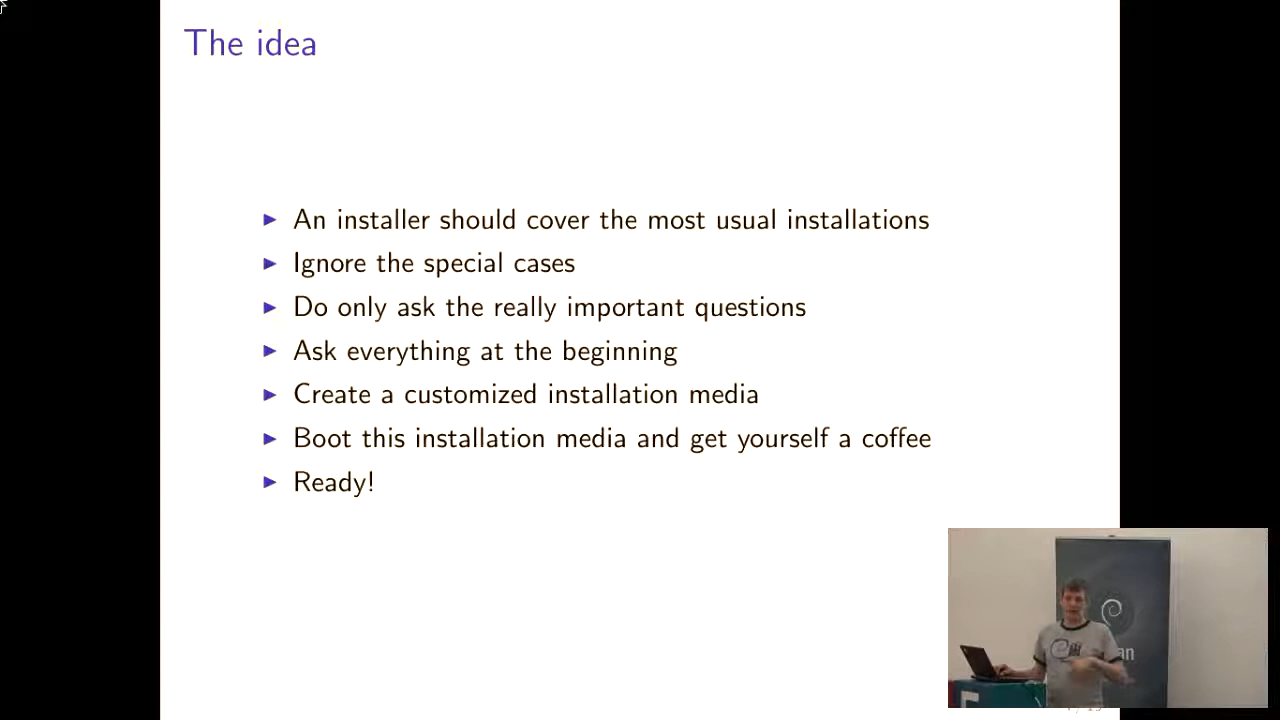 The idea
An installer should cover the most usual installations
Ignore the special cases
Do only ask the really important questions
Ask everything at the beginning
Create a customized installation media
Boot this installation media and get yourself a coffee
Ready!